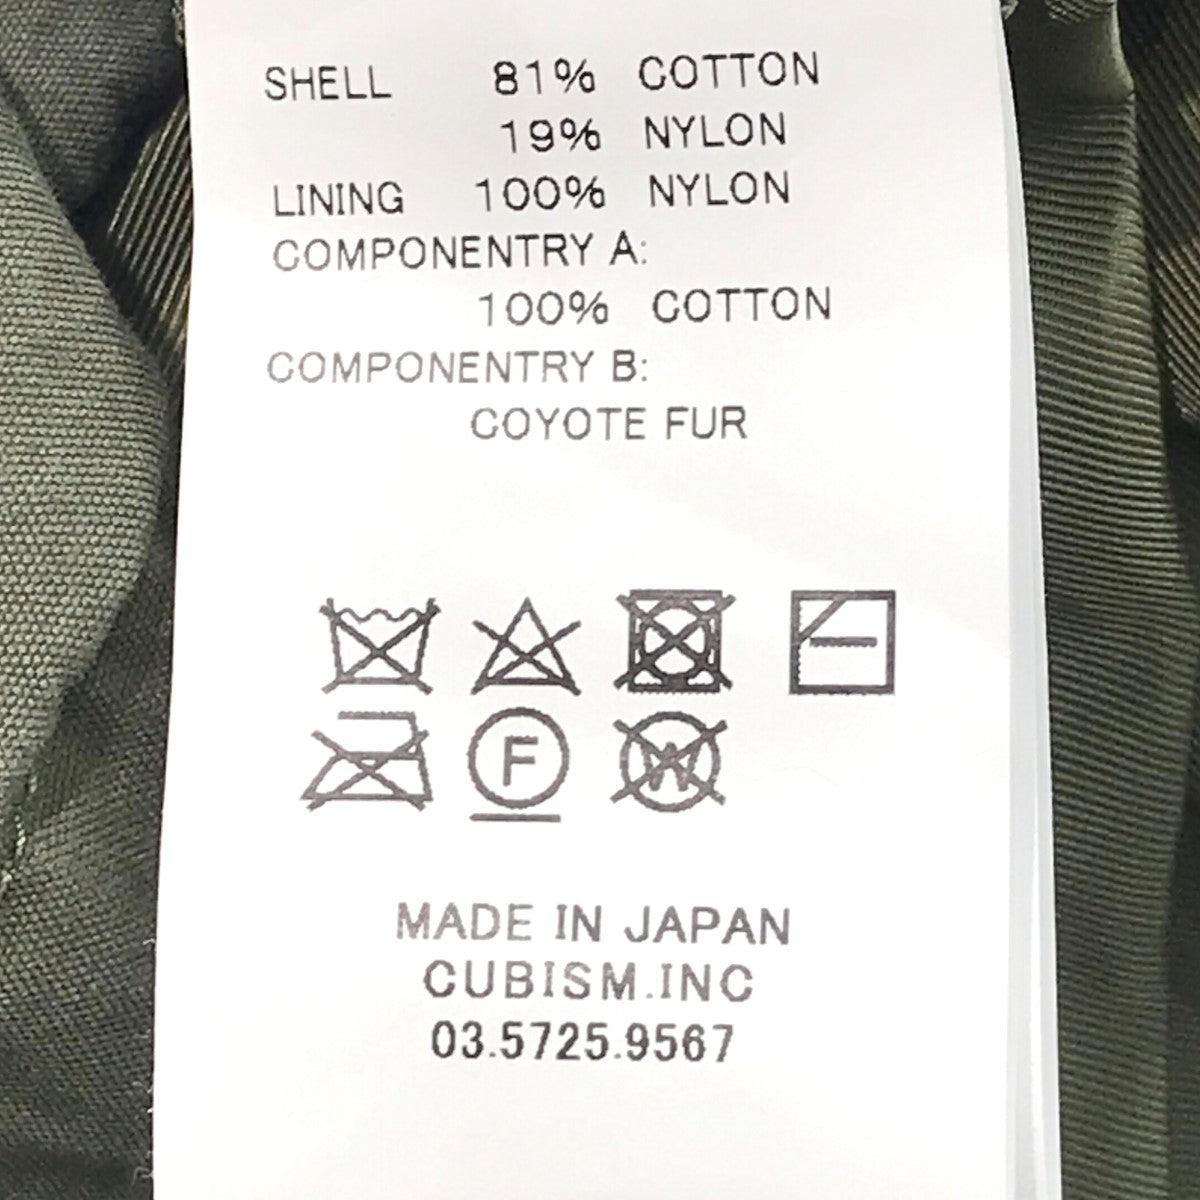 SHELL 81% COTTON
19% NYLON
LINING 100% NYLON
COMPONENTRY A:
100% COTTON
COMPONENTRY B:
COYOTE FUR
F W
MADE IN JAPAN
CUBISM.INC
03.5725.9567